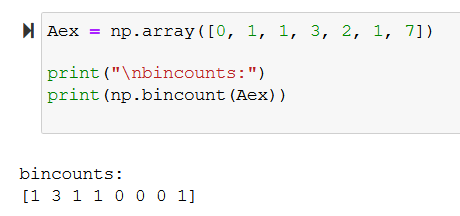 Aex = np.array([0, 1, 1, 3, 2, 1, 7])
print("\nbincounts:")
print(np.bincount(Aex))
bincounts:
[1 3 1 1 0 0 0 1]